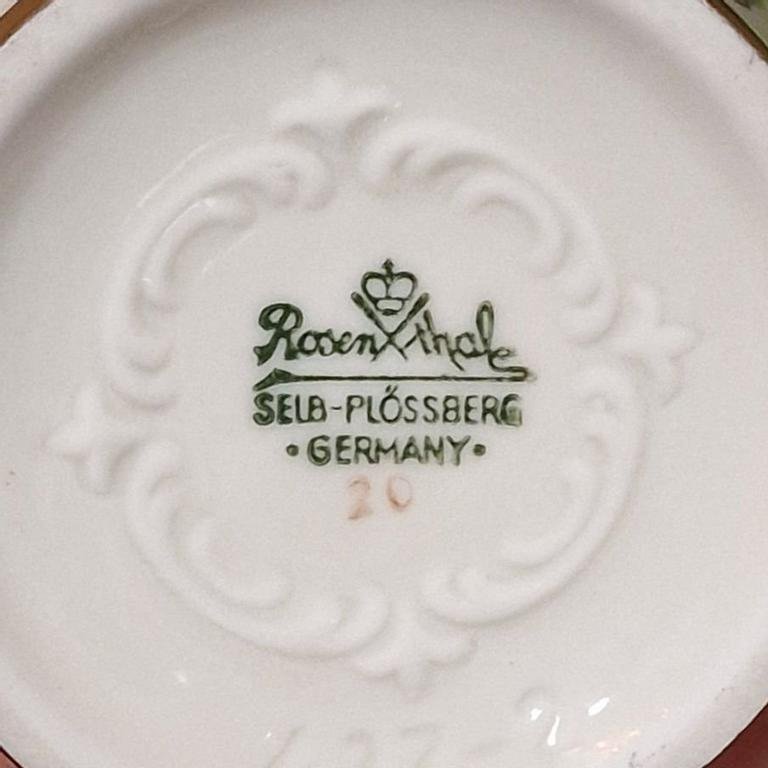 Rosenthal
SELB-PLÖSSBERG
• GERMANY •
20